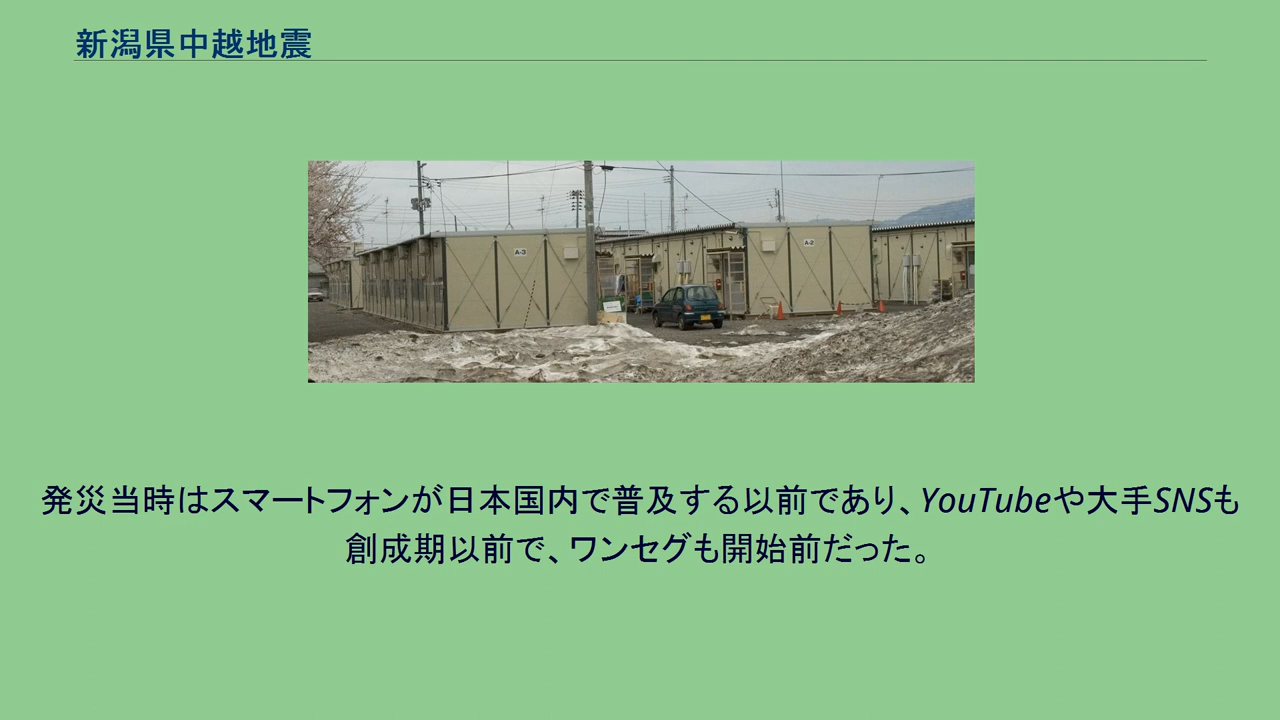 新潟県中越地震
A-3
A-2
発災当時はスマートフォンが日本国内で普及する以前であり、YouTubeや大手SNSも
創成期以前で、ワンセグも開始前だった。